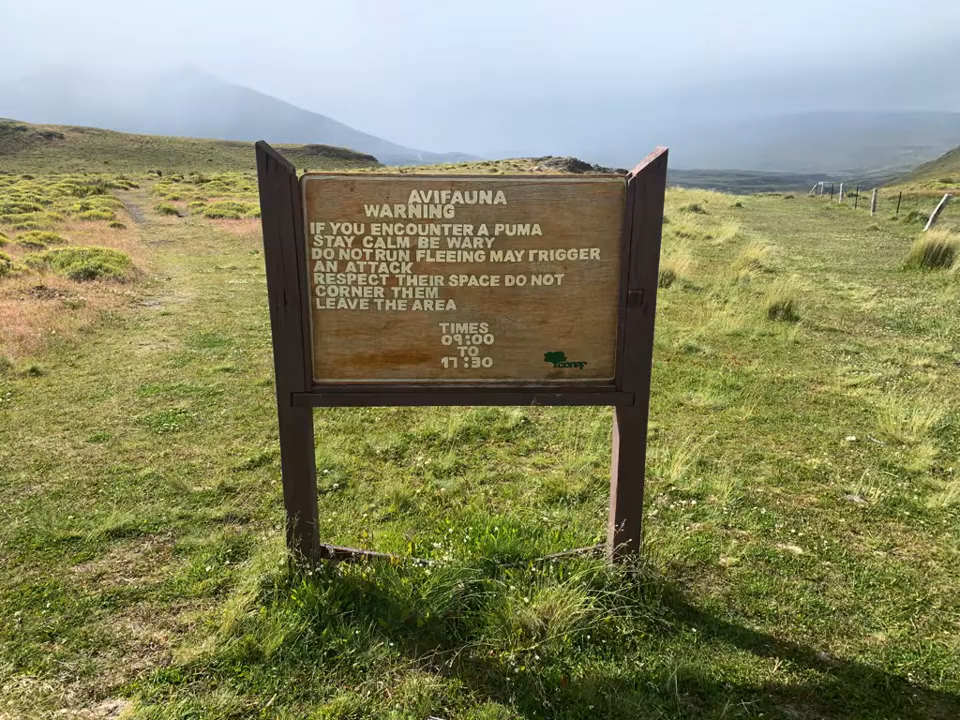 AVIFAUNA
WARNING
IF YOU ENCOUNTER A PUMA
STAY CALM BE WARY
DO NOT RUN FLEEING MAY TRIGGER
AN ATTACK
RESPECT THEIR SPACE DO NOT
CORNER THEM
LEAVE THE AREA
TIMES
09:00
TO
17:30
CONAF